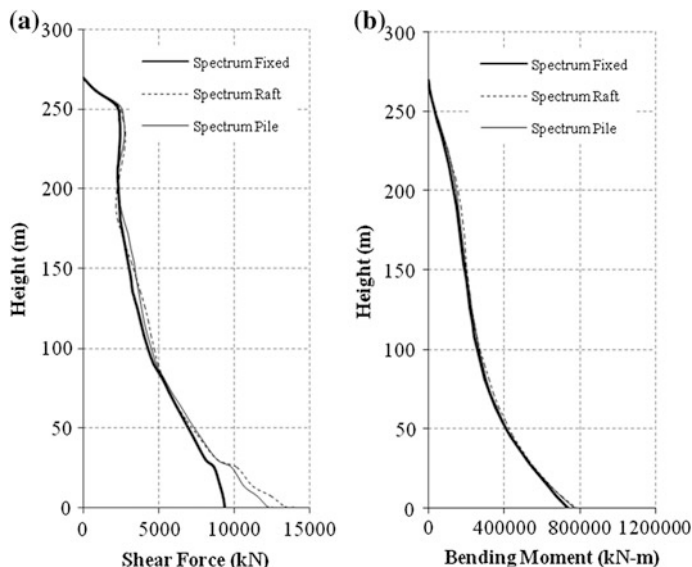 (a)
300
250
200
150
100
50
0
Height (m)
Spectrum Fixed
Spectrum Raft
Spectrum Pile
0 5000 10000 15000
Shear Force (kN)
(b)
300
250
200
150
100
50
0
Height (m)
Spectrum Fixed
Spectrum Raft
Spectrum Pile
0 400000 800000 1200000
Bending Moment (kN-m)